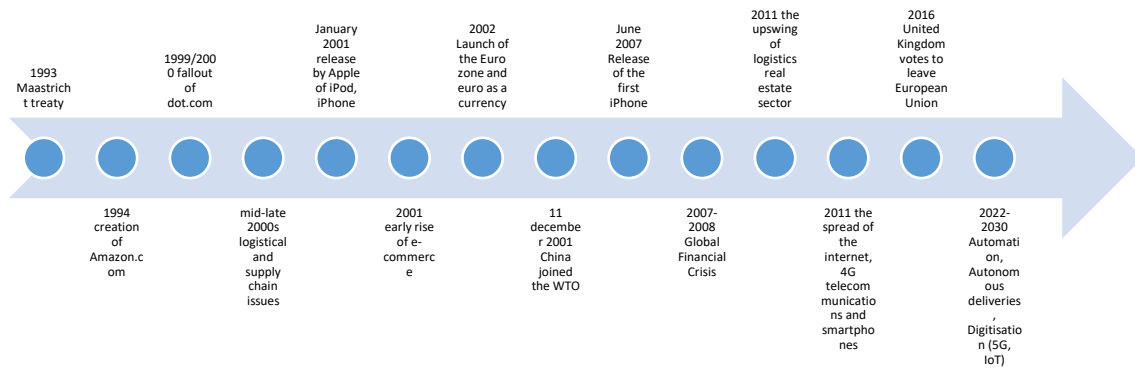 1993
Maastrich
t treaty
1994
creation
of
Amazon.c
om
1999/200
0 fallout
of
dot.com
mid-late
2000s
logistical
and
supply
chain
issues
January
2001
release
by Apple
of iPod,
iPhone
2001
early rise
of e-
commerc
e
2002
Launch of
the Euro
zone and
euro as a
currency
11
decembe
r 2001
China
joined
the WTO
June
2007
Release
of the
first
iPhone
2007-
2008
Global
Financial
Crisis
2011 the
upswing
of
logistics
real
estate
sector
2011 the
spread of
the
internet,
4G
telecom
municatio
ns and
smartpho
nes
2016
United
Kingdom
votes to
leave
European
Union
2022-
2030
Automati
on,
Autonom
ous
deliveries
,
Digitisatio
n (5G,
IoT)